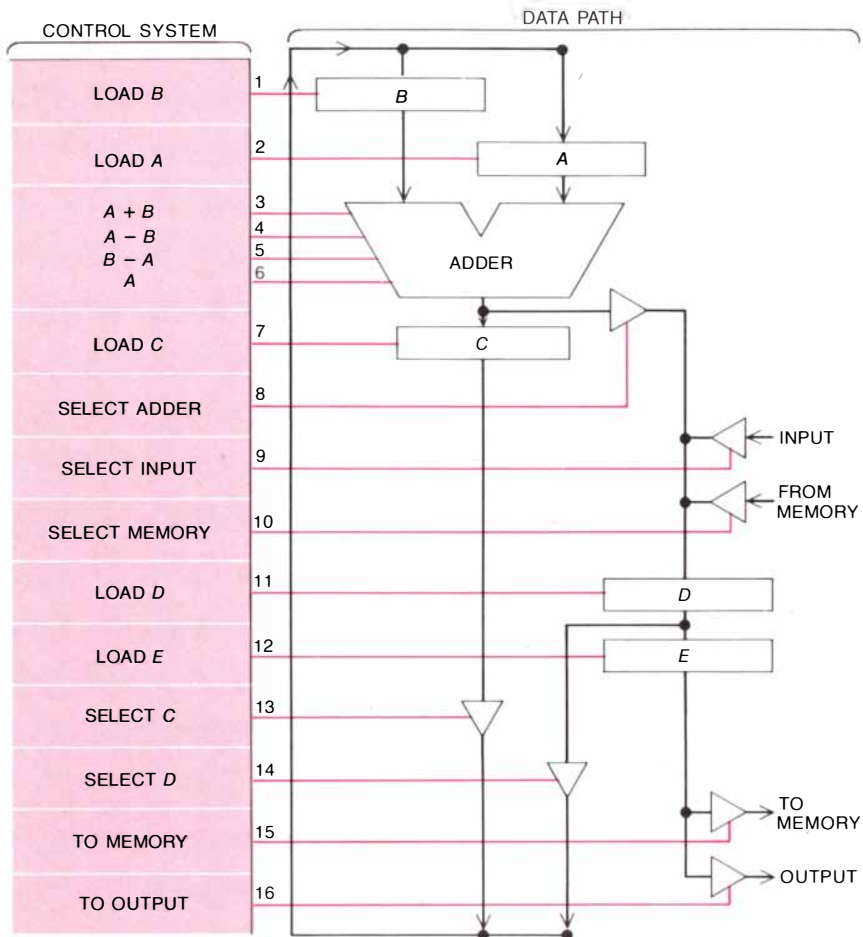 CONTROL SYSTEM
DATA PATH
LOAD B
1
B
LOAD A
2
A
A + B
3
A − B
4
B − A
5
A
6
ADDER
LOAD C
7
C
SELECT ADDER
8
SELECT INPUT
9
INPUT
SELECT MEMORY
10
FROM
MEMORY
LOAD D
11
D
LOAD E
12
E
SELECT C
13
SELECT D
14
TO MEMORY
15
TO
MEMORY
TO OUTPUT
16
OUTPUT